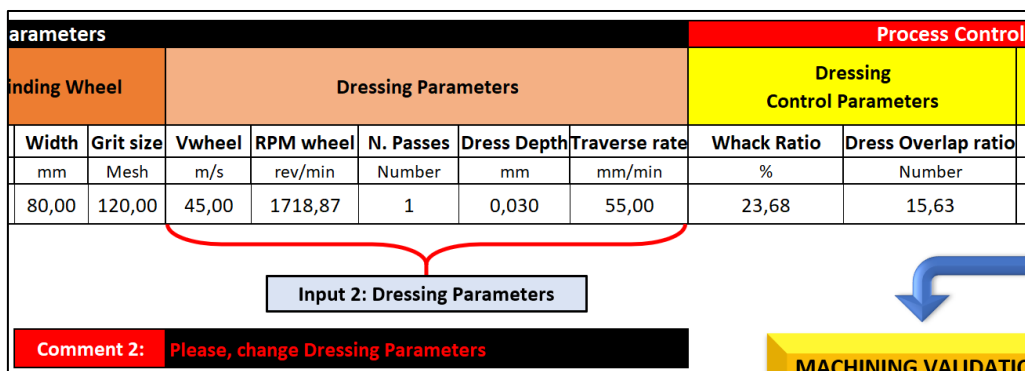 arameters
Process Control
inding Wheel
Dressing Parameters
Dressing
Control Parameters
Width Grit size Vwheel RPM wheel N. Passes Dress Depth Traverse rate Whack Ratio Dress Overlap ratio
mm Mesh m/s rev/min Number mm mm/min % Number
80,00 120,00 45,00 1718,87 1 0,030 55,00 23,68 15,63
Input 2: Dressing Parameters
Comment 2: Please, change Dressing Parameters
MACHINING VALIDATIO